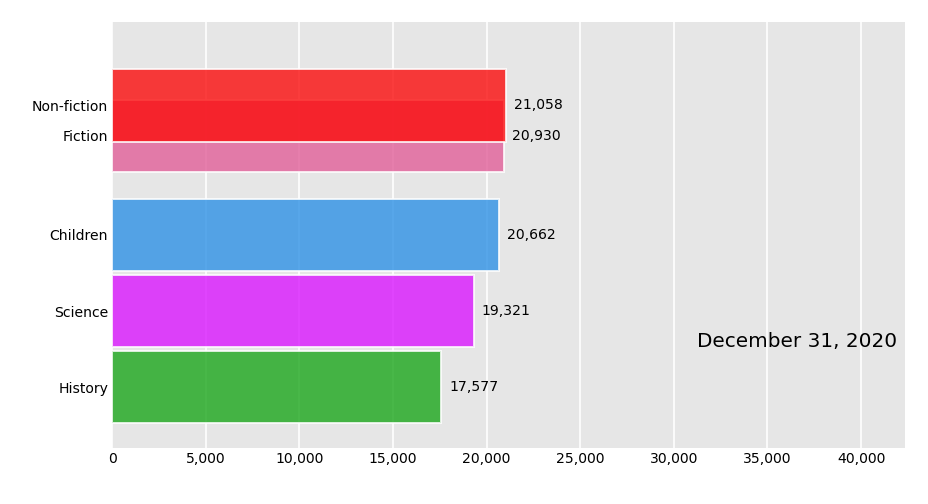 Non-fiction 21,058
Fiction 20,930
Children 20,662
Science 19,321
December 31, 2020
History 17,577
0 5,000 10,000 15,000 20,000 25,000 30,000 35,000 40,000